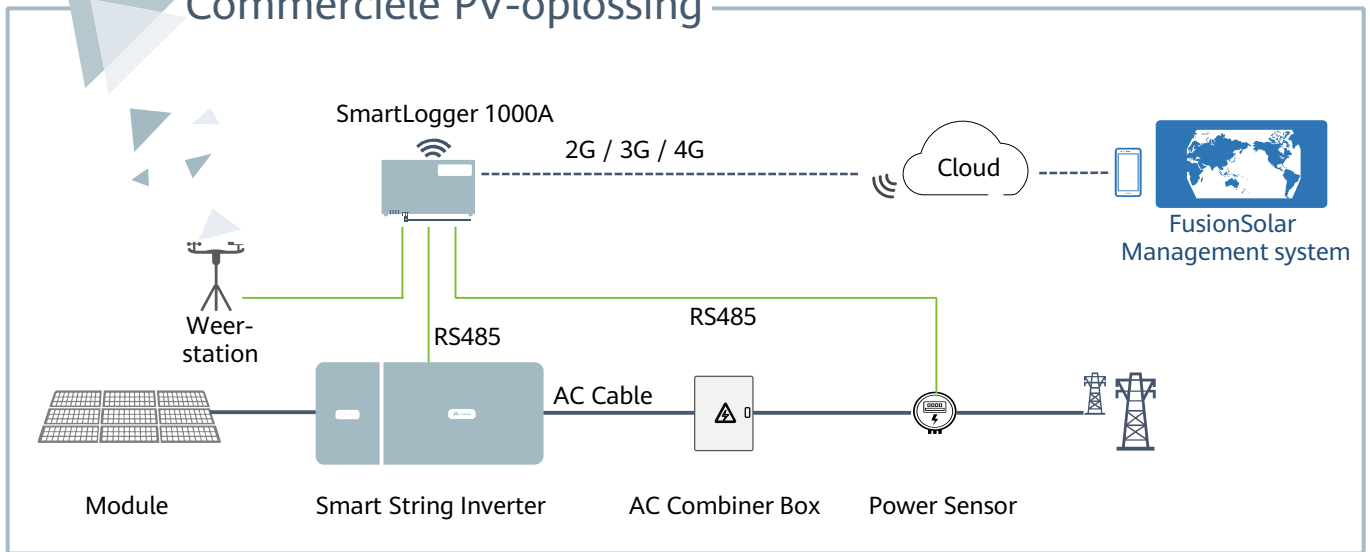 Commerciële PV-oplossing
SmartLogger 1000A
2G / 3G / 4G
Cloud
FusionSolar
Management system
Weer-
station
RS485
RS485
AC Cable
Module
Smart String Inverter
AC Combiner Box
Power Sensor